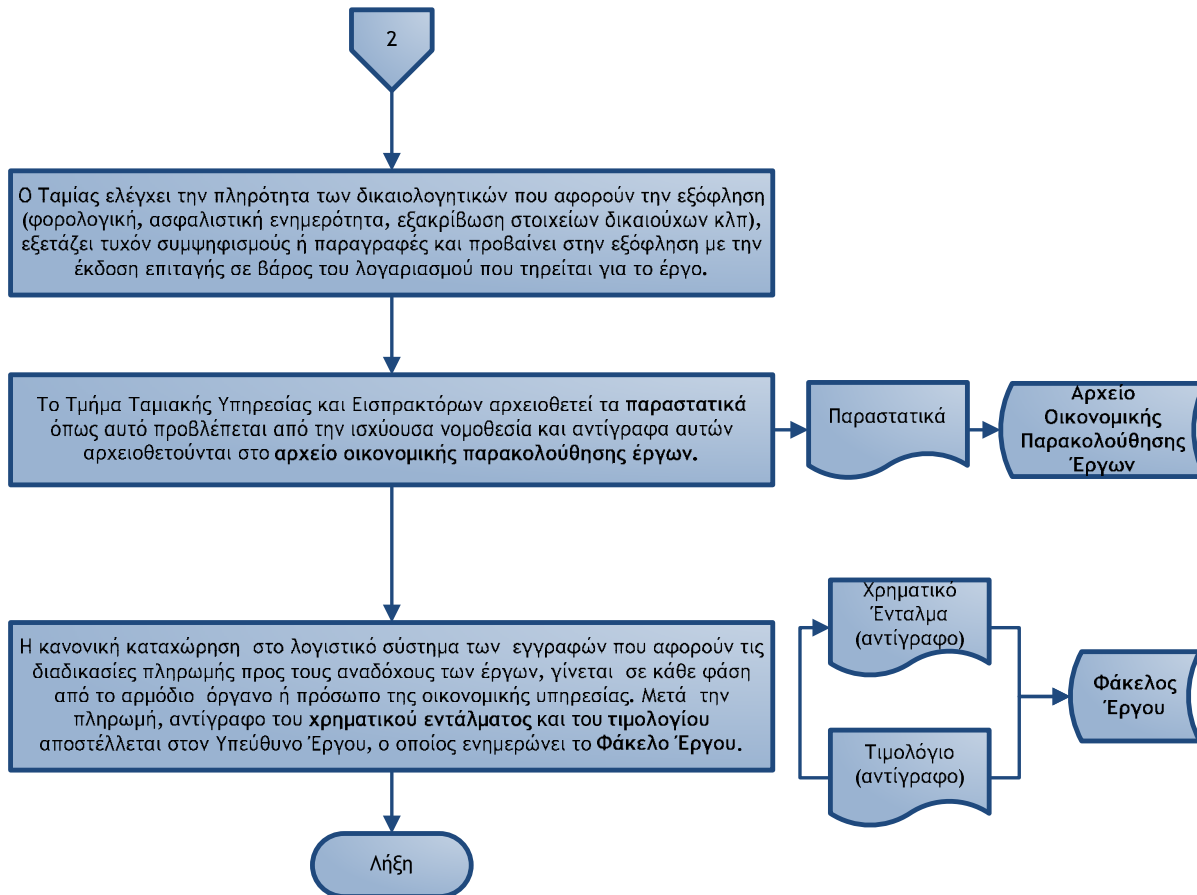 2
Ο Ταμίας ελέγχει την πληρότητα των δικαιολογητικών που αφορούν την εξόφληση
(φορολογική, ασφαλιστική ενημερότητα, εξακρίβωση στοιχείων δικαιούχων κλπ),
εξετάζει τυχόν συμψηφισμούς ή παραγραφές και προβαίνει στην εξόφληση με την
έκδοση επιταγής σε βάρος του λογαριασμού που τηρείται για το έργο.
Το Τμήμα Ταμιακής Υπηρεσίας και Εισπρακτόρων αρχειοθετεί τα παραστατικά
όπως αυτό προβλέπεται από την ισχύουσα νομοθεσία και αντίγραφα αυτών
αρχειοθετούνται στο αρχείο οικονομικής παρακολούθησης έργων.
Παραστατικά
Αρχείο
Οικονομικής
Παρακολούθησης
Έργων
Η κανονική καταχώρηση στο λογιστικό σύστημα των εγγραφών που αφορούν τις
διαδικασίες πληρωμής προς τους αναδόχους των έργων, γίνεται σε κάθε φάση
από το αρμόδιο όργανο ή πρόσωπο της οικονομικής υπηρεσίας. Μετά την
πληρωμή, αντίγραφο του χρηματικού εντάλματος και του τιμολογίου
αποστέλλεται στον Υπεύθυνο Έργου, ο οποίος ενημερώνει το Φάκελο Έργου.
Χρηματικό
Ένταλμα
(αντίγραφο)
Τιμολόγιο
(αντίγραφο)
Φάκελος
Έργου
Λήξη